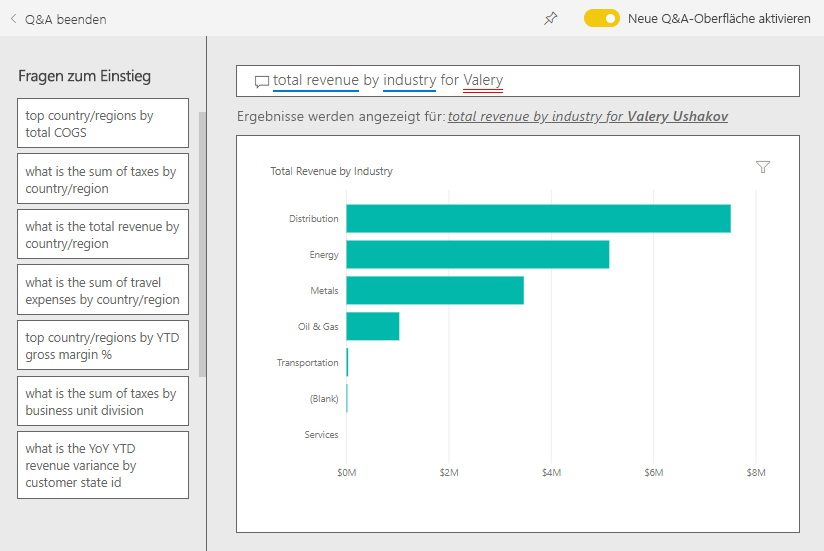 Q&A beenden
Neue Q&A-Oberfläche aktivieren
Fragen zum Einstieg
top country/regions by
total COGS
what is the sum of taxes by
country/region
what is the total revenue by
country/region
what is the sum of travel
expenses by country/region
top country/regions by YTD
gross margin %
what is the sum of taxes by
business unit division
what is the YoY YTD
revenue variance by
customer state id
total revenue by industry for Valery
Ergebnisse werden angezeigt für: total revenue by industry for Valery Ushakov
Total Revenue by Industry
Distribution
Energy
Metals
Oil & Gas
Transportation
(Blank)
Services
$0M $2M $4M $6M $8M